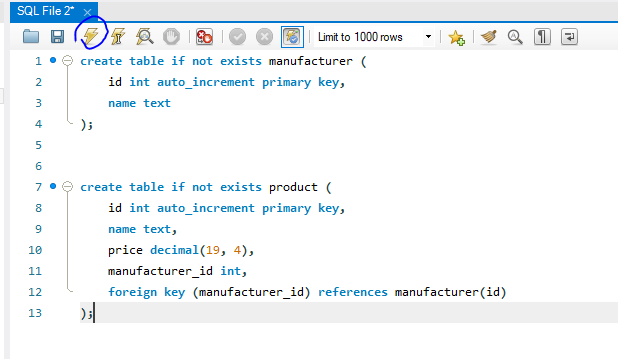 SQL File 2* ×
Limit to 1000 rows
1 create table if not exists manufacturer (
2 id int auto_increment primary key,
3 name text
4 );
5
6
7 create table if not exists product (
8 id int auto_increment primary key,
9 name text,
10 price decimal(19, 4),
11 manufacturer_id int,
12 foreign key (manufacturer_id) references manufacturer(id)
13 );